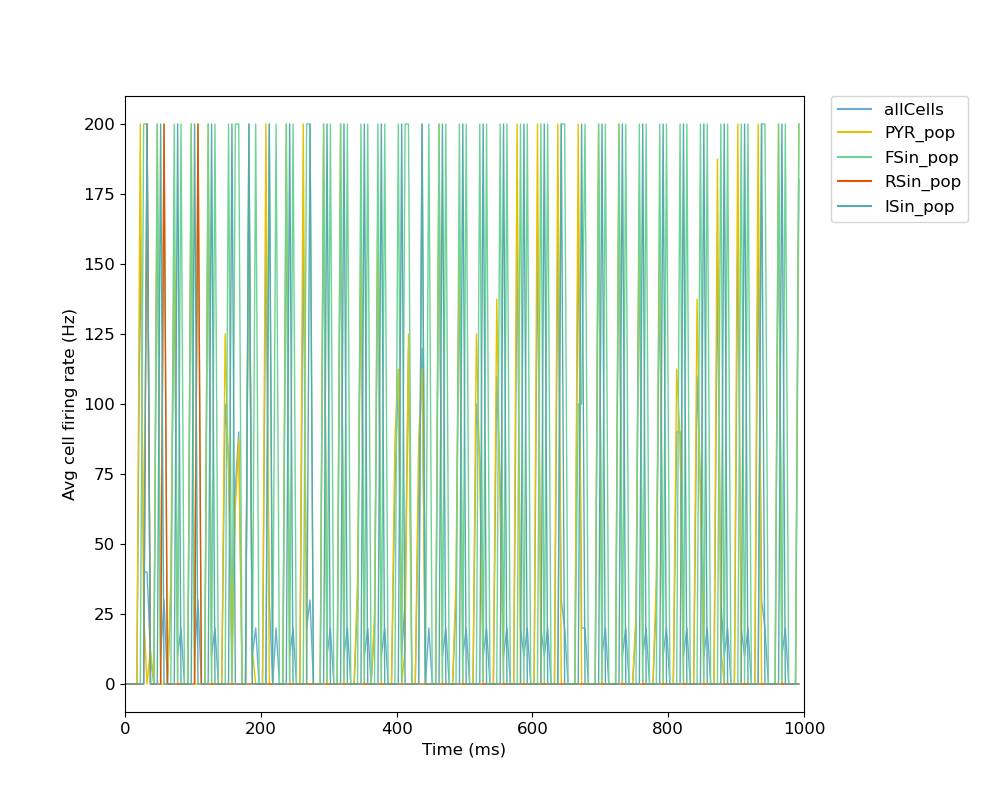 allCells
PYR_pop
FSin_pop
RSin_pop
ISin_pop
200
175
150
125
100
75
50
25
0
Avg cell firing rate (Hz)
0 200 400 600 800 1000
Time (ms)